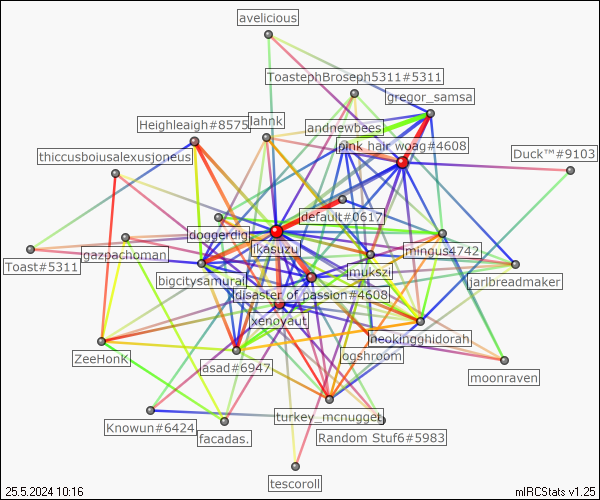 avelicious
ToastephBroseph5311#5311
gregor_samsa
lahnk
andnewbees
Heighleaigh#8575
pink hair woag#4608
Duck™#9103
thiccusboiusalexusjoneus
default#0617
doggerdig
ikasuzu
mingus4742
gazpachoman
Toast#5311
mukszi
bigcitysamurai
jarlbreadmaker
disaster of passion#4608
xenoyaut
neokingghidorah
ZeeHonK
ogshroom
asad#6947
moonraven
turkey_mcnugget
Knowun#6424
facadas.
Random Stuf6#5983
tescoroll
25.5.2024 10:16
mIRCStats v1.25